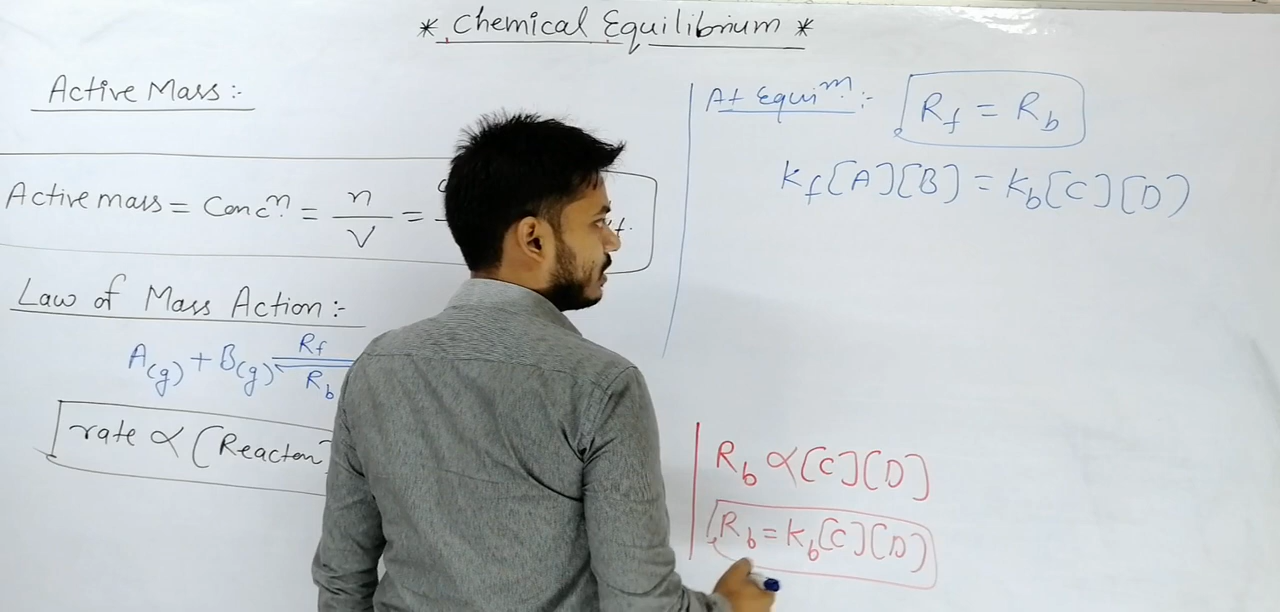 * Chemical Equilibrium *
Active Mass :-
Active mass = Concⁿ. = n/V =
Law of Mass Action :-
A(g) + B(g) Rf Rb
rate ∝ (Reactan
At Equiᵐ. :- Rf = Rb
Kf[A][B] = Kb[C][D]
Rb ∝ [C][D]
Rb = Kb[C][D]